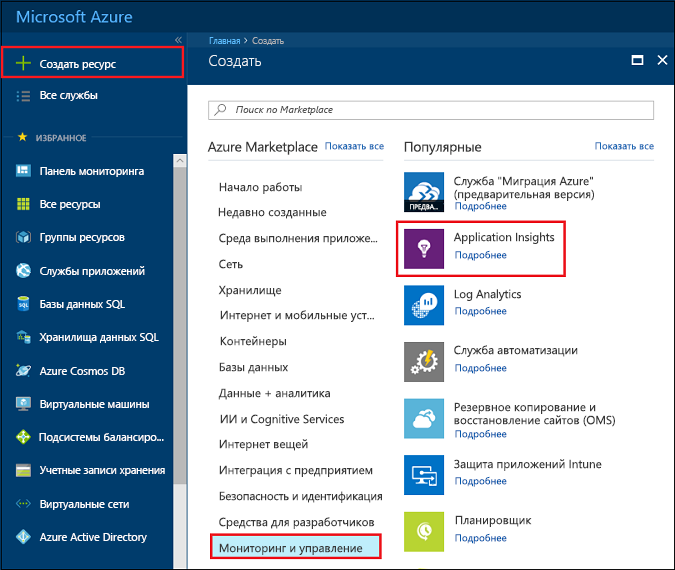 Microsoft Azure
«
Создать ресурс
Все службы
ИЗБРАННОЕ
Панель мониторинга
Все ресурсы
Группы ресурсов
Службы приложений
Базы данных SQL
Хранилища данных SQL
Azure Cosmos DB
Виртуальные машины
Подсистемы балансиро...
Учетные записи хранения
Виртуальные сети
Azure Active Directory
Главная > Создать
Создать
Поиск по Marketplace
Azure Marketplace Показать все
Начало работы
Недавно созданные
Среда выполнения приложе...
Сеть
Хранилище
Интернет и мобильные уст...
Контейнеры
Базы данных
Данные + аналитика
ИИ и Cognitive Services
Интернет вещей
Интеграция с предприятием
Безопасность и идентификация
Средства для разработчиков
Мониторинг и управление
Популярные Показать все
ПРЕДВА...
Служба "Миграция Azure"
(предварительная версия)
Подробнее
Application Insights
Подробнее
Log Analytics
Подробнее
Служба автоматизации
Подробнее
Резервное копирование и
восстановление сайтов (OMS)
Подробнее
Защита приложений Intune
Подробнее
Планировщик
Подробнее